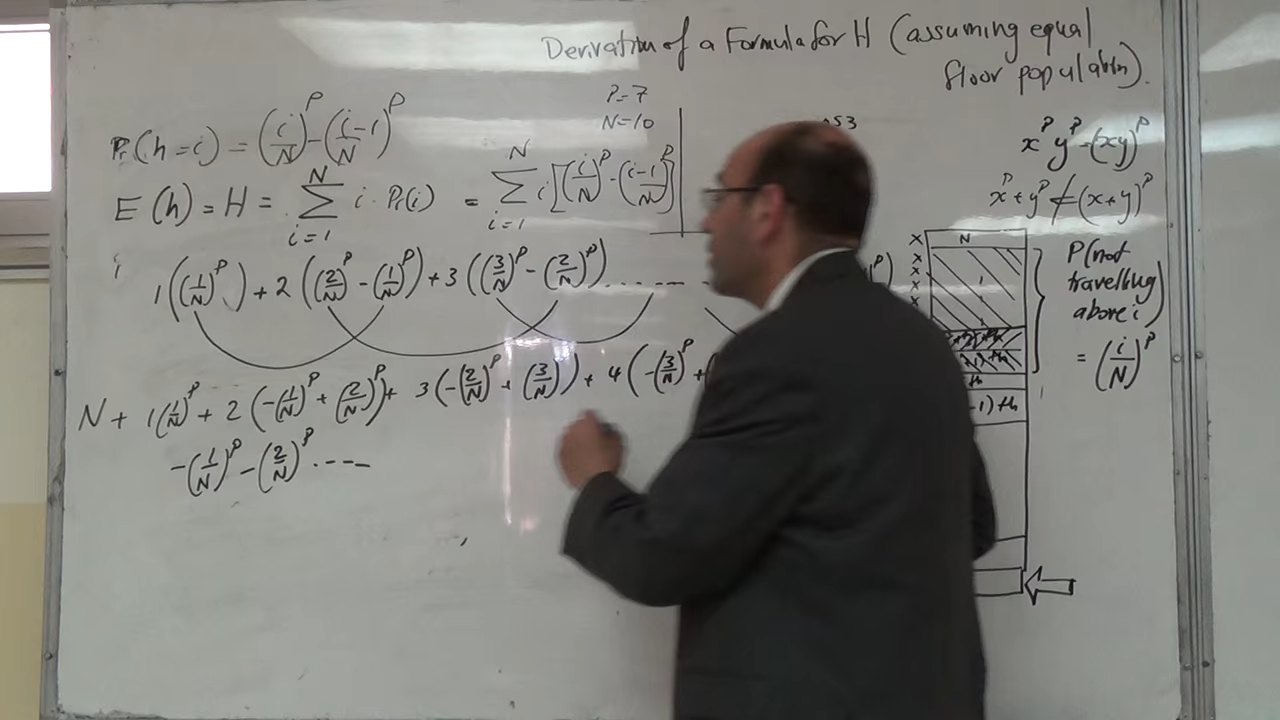 Derivation of a Formula for H (assuming equal
floor population).
P=7
N=10
Pr(h=i) = (i/N)^P - (i-1/N)^P
E(h) = H = Σ_{i=1}^{N} i · Pr(i) = Σ_{i=1}^{N} i [(i/N)^P - (i-1/N)^P]
i
1((1/N)^P) + 2((2/N)^P - (1/N)^P) + 3((3/N)^P - (2/N)^P) ........
N + 1(1/N)^P + 2(-(1/N)^P + (2/N)^P) + 3(-(2/N)^P + (3/N)^P) + 4(-(3/N)^P +
-(1/N)^P - (2/N)^P ....
x^P y^P = (xy)^P
x^P + y^P ≠ (x+y)^P
x
x
x
x
x
N
-1)th
P(not
travelling
above i)
= (i/N)^P